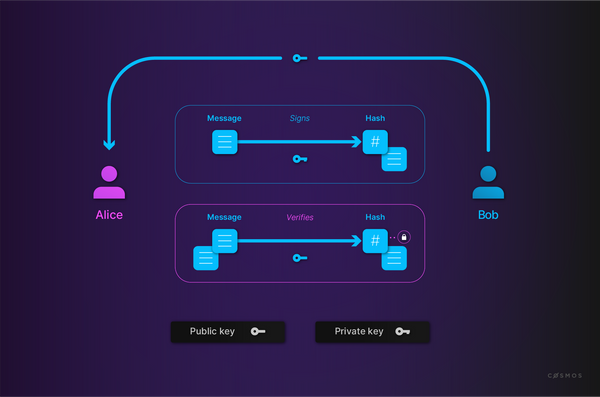 Message Signs Hash
#
Message Verifies Hash
#
Alice
Bob
Public key
Private key
COSMOS